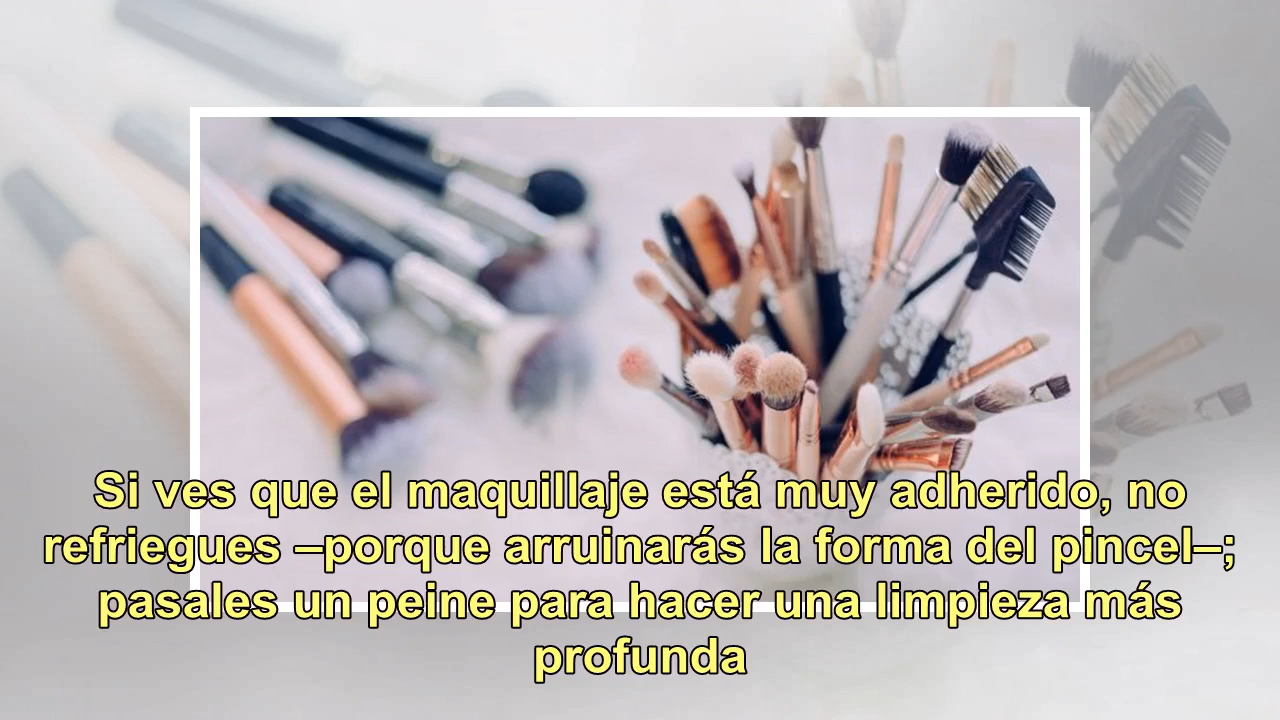 Si ves que el maquillaje está muy adherido, no
refriegues –porque arruinarás la forma del pincel–;
pasales un peine para hacer una limpieza más
profunda